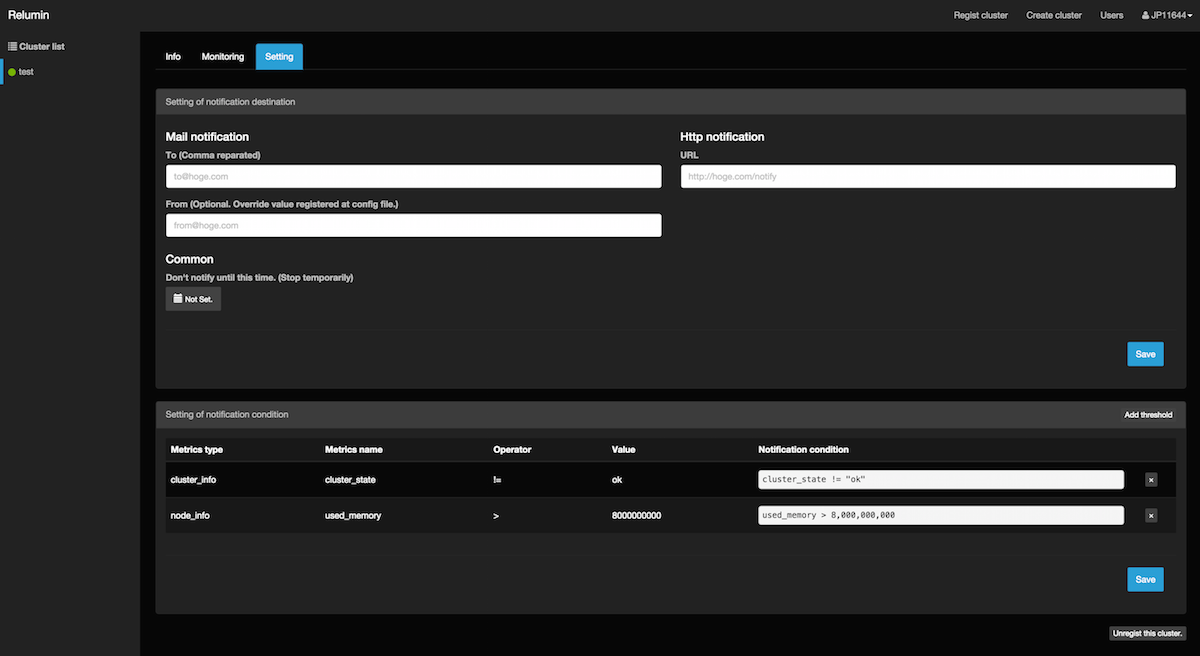 Relumin
Regist cluster Create cluster Users JP11644
Cluster list
test
Info Monitoring Setting
Setting of notification destination
Mail notification
To (Comma reparated)
to@hoge.com
From (Optional. Override value registered at config file.)
from@hoge.com
Http notification
URL
http://hoge.com/notify
Common
Don't notify until this time. (Stop temporarily)
Not Set.
Save
Setting of notification condition Add threshold
Metrics type Metrics name Operator Value Notification condition
cluster_info cluster_state != ok cluster_state != "ok" ×
node_info used_memory > 8000000000 used_memory > 8,000,000,000 ×
Save
Unregist this cluster.